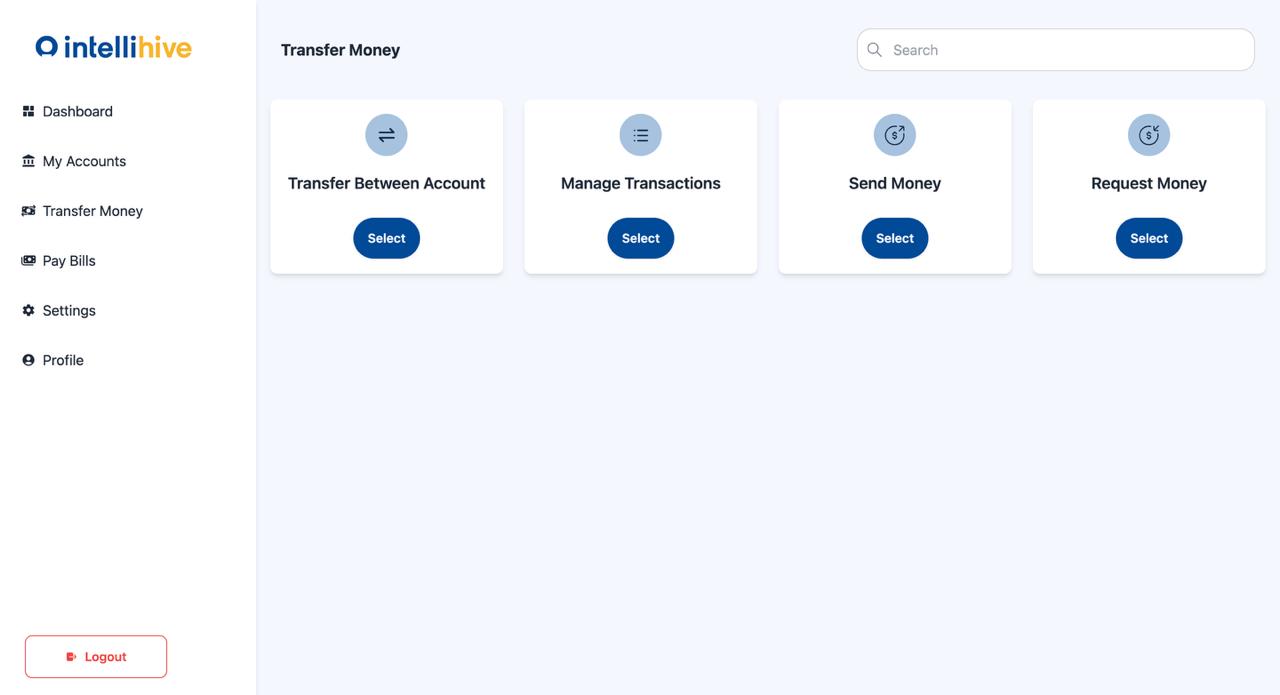 intellihive
Dashboard
My Accounts
Transfer Money
Pay Bills
Settings
Profile
Logout
Transfer Money
Search
Transfer Between Account
Select
Manage Transactions
Select
Send Money
Select
Request Money
Select